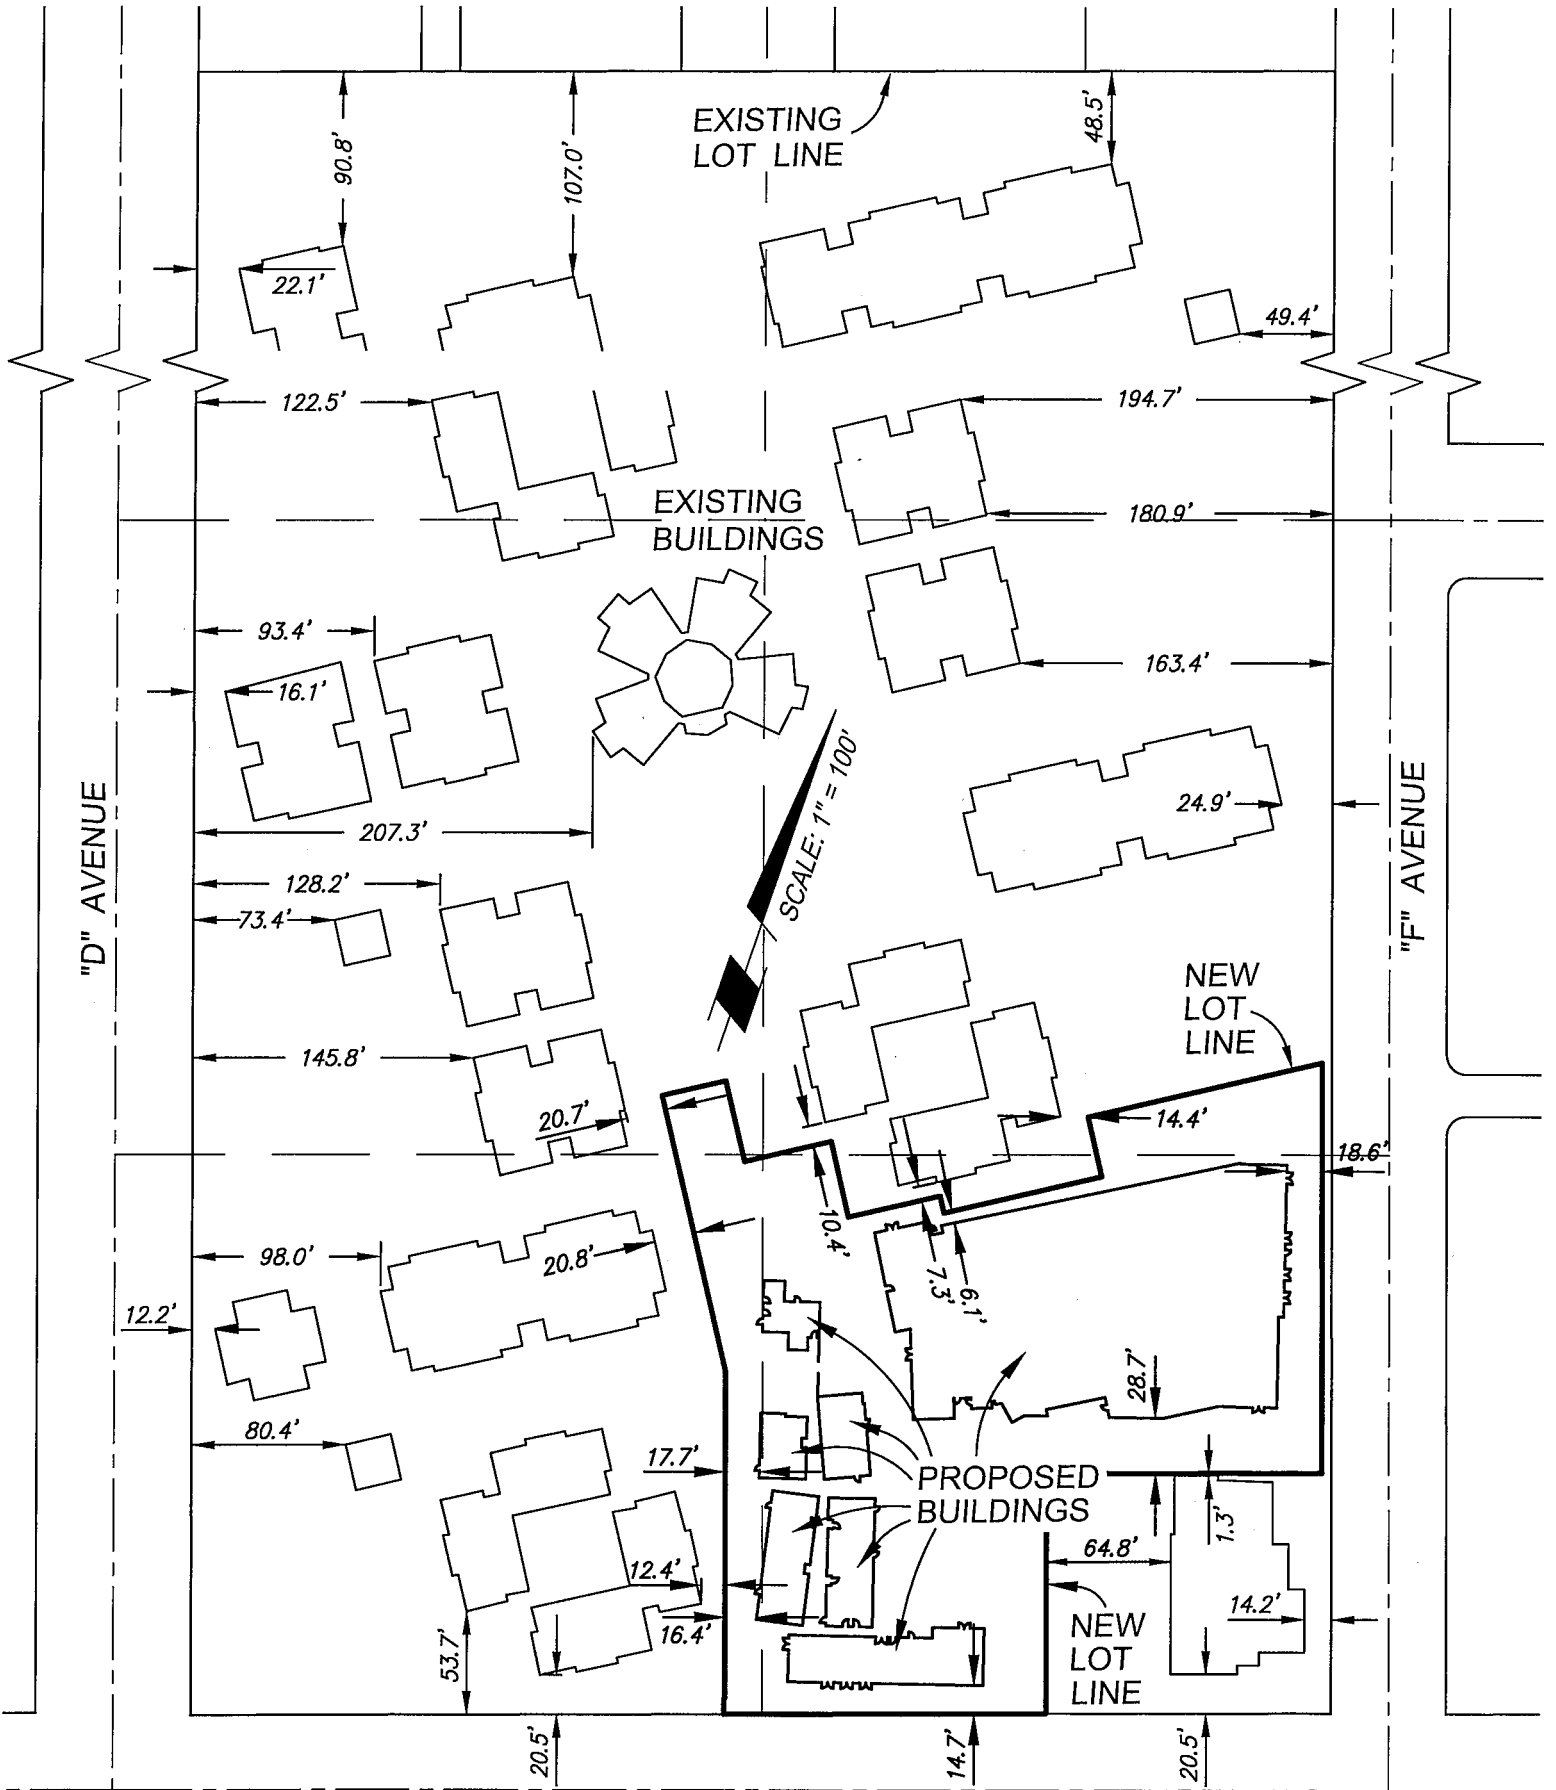 EXISTING
LOT LINE
90.8'
107.0'
48.5'
22.1'
49.4'
122.5'
194.7'
EXISTING
BUILDINGS
180.9'
93.4'
163.4'
16.1'
SCALE: 1" = 100'
24.9'
207.3'
"D" AVENUE
"F" AVENUE
128.2'
73.4'
NEW
LOT
LINE
145.8'
20.7'
14.4'
18.6'
10.4'
98.0'
20.8'
7.3'
6.1'
12.2'
28.7'
80.4'
17.7'
PROPOSED
BUILDINGS
1.3'
64.8'
12.4'
14.2'
16.4'
53.7'
NEW
LOT
LINE
20.5'
14.7'
20.5'